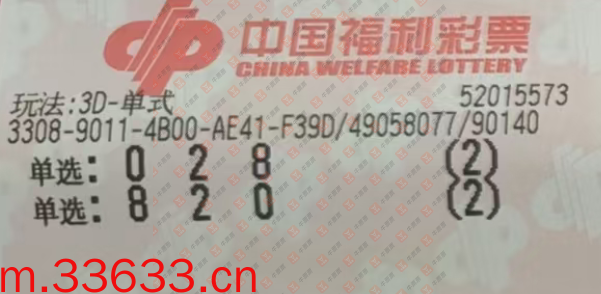 中国福利彩票
CHINA WELFARE LOTTERY
玩法:3D-单式 52015573
3308-9011-4B00-AE41-F39D/49058077/90140
单选: 0 2 8 (2)
单选: 8 2 0 (2)
m.33633.cn